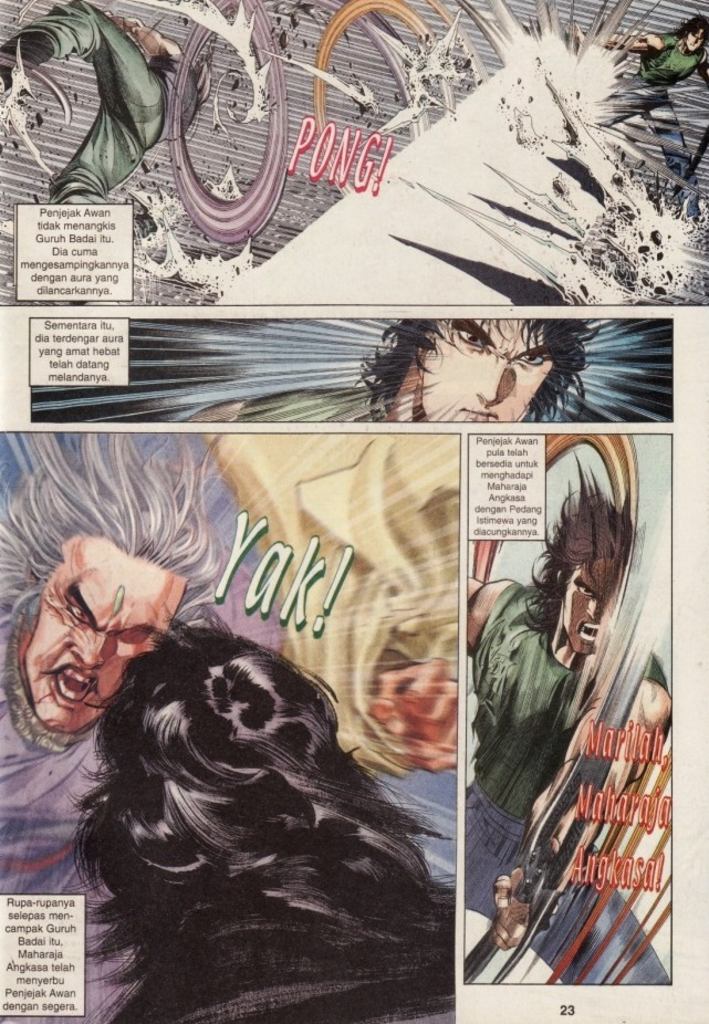 PONG!
Penjejak Awan
tidak menangkis
Guruh Badai itu.
Dia cuma
mengesampingkannya
dengan aura yang
dilancarkannya.
Sementara itu,
dia terdengar aura
yang amat hebat
telah datang
melandanya.
Yak!
Rupa-rupanya
selepas men-
campak Guruh
Badai itu,
Maharaja
Angkasa telah
menyerbu
Penjejak Awan
dengan segera.
Penjejak Awan
pula telah
bersedia untuk
menghadapi
Maharaja
Angkasa
dengan Pedang
Istimewa yang
diacungkannya.
Marilah,
Maharaja
Angkasa!
23